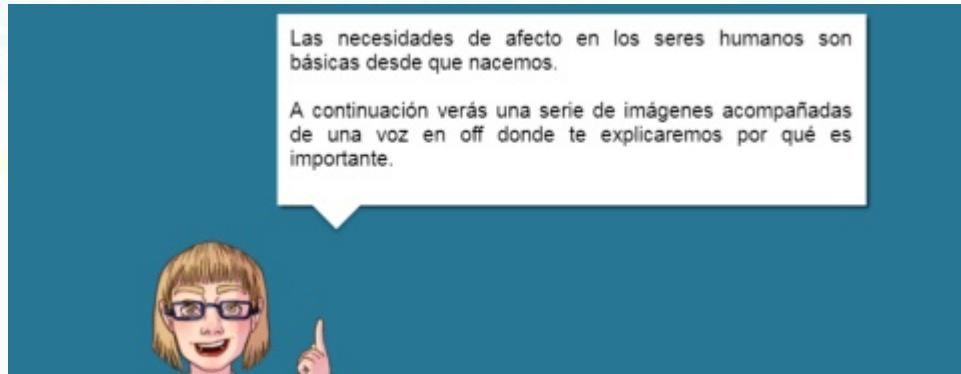 Las necesidades de afecto en los seres humanos son
básicas desde que nacemos.
A continuación verás una serie de imágenes acompañadas
de una voz en off donde te explicaremos por qué es
importante.